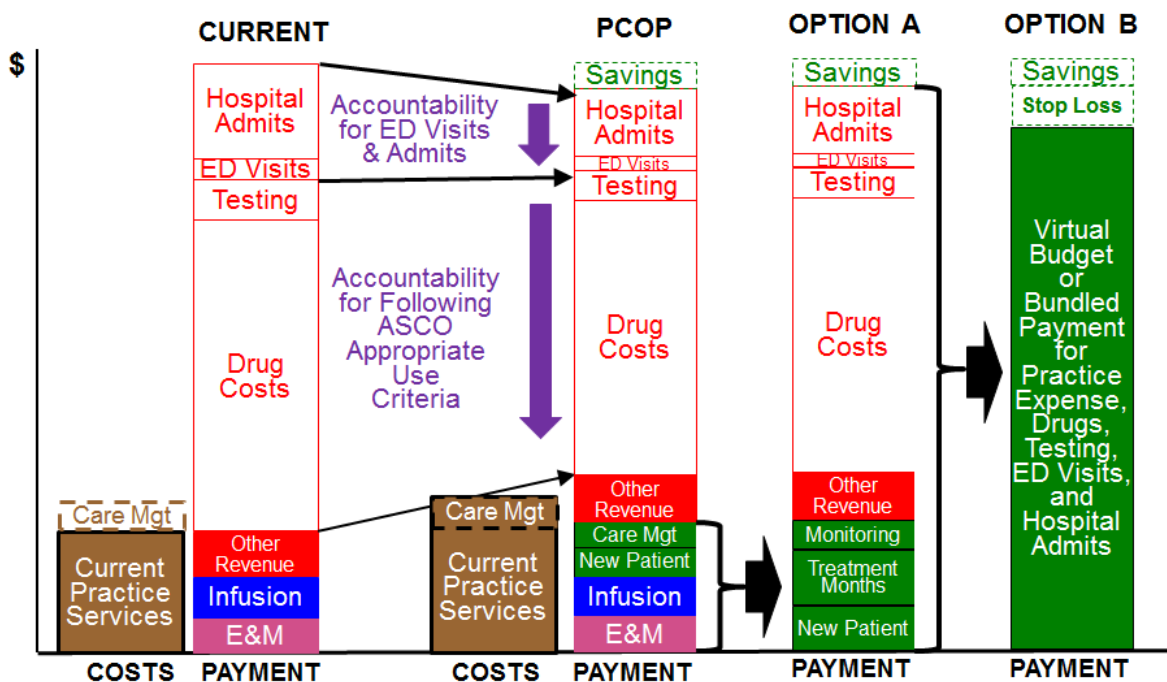 CURRENT
PCOP
OPTION A
OPTION B
$
Hospital
Admits
ED Visits
Testing
Drug
Costs
Other
Revenue
Infusion
E&M
Care Mgt
Current
Practice
Services
Accountability
for ED Visits
& Admits
Accountability
for Following
ASCO
Appropriate
Use
Criteria
Care Mgt
Current
Practice
Services
Savings
Hospital
Admits
ED Visits
Testing
Drug
Costs
Other
Revenue
Care Mgt
New Patient
Infusion
E&M
Savings
Hospital
Admits
ED Visits
Testing
Drug
Costs
Other
Revenue
Monitoring
Treatment
Months
New Patient
Savings
Stop Loss
Virtual
Budget
or
Bundled
Payment
for
Practice
Expense,
Drugs,
Testing,
ED Visits,
and
Hospital
Admits
COSTS
PAYMENT
COSTS
PAYMENT
PAYMENT
PAYMENT